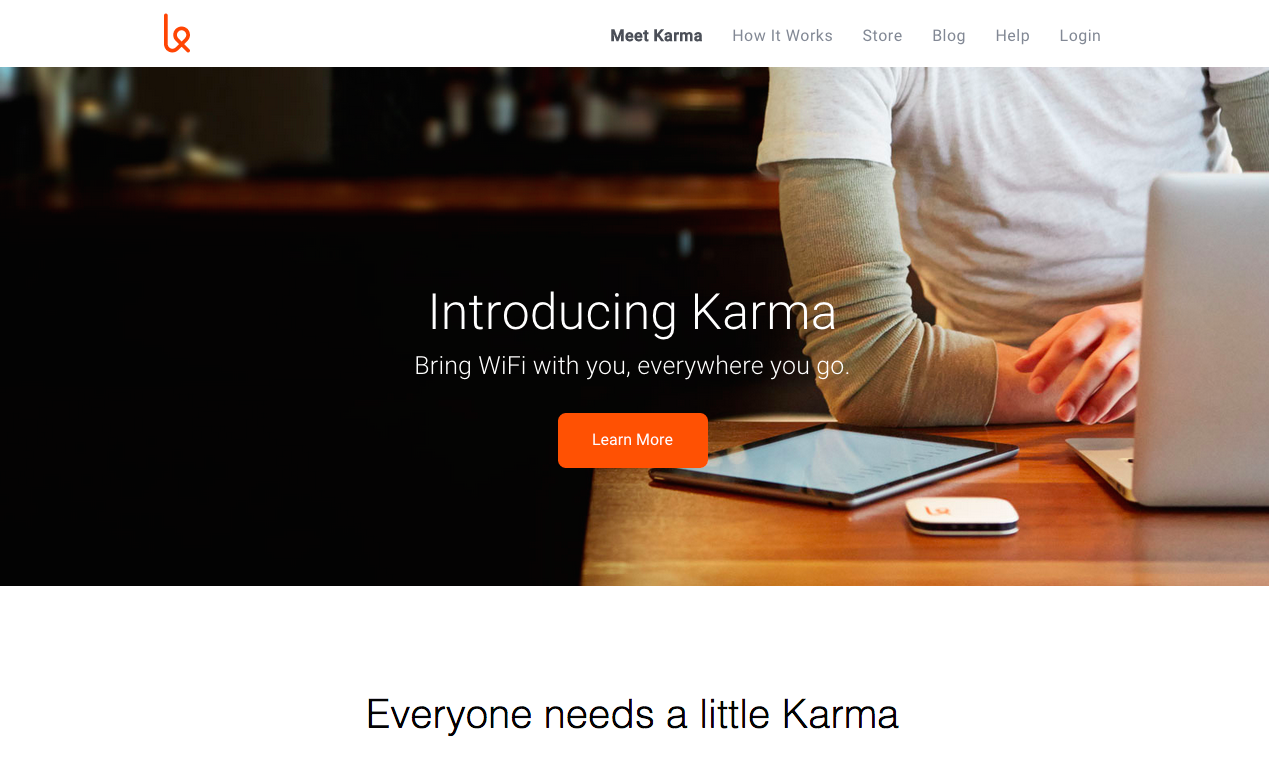 Meet Karma
How It Works
Store
Blog
Help
Login
Introducing Karma
Bring WiFi with you, everywhere you go.
Learn More
Everyone needs a little Karma